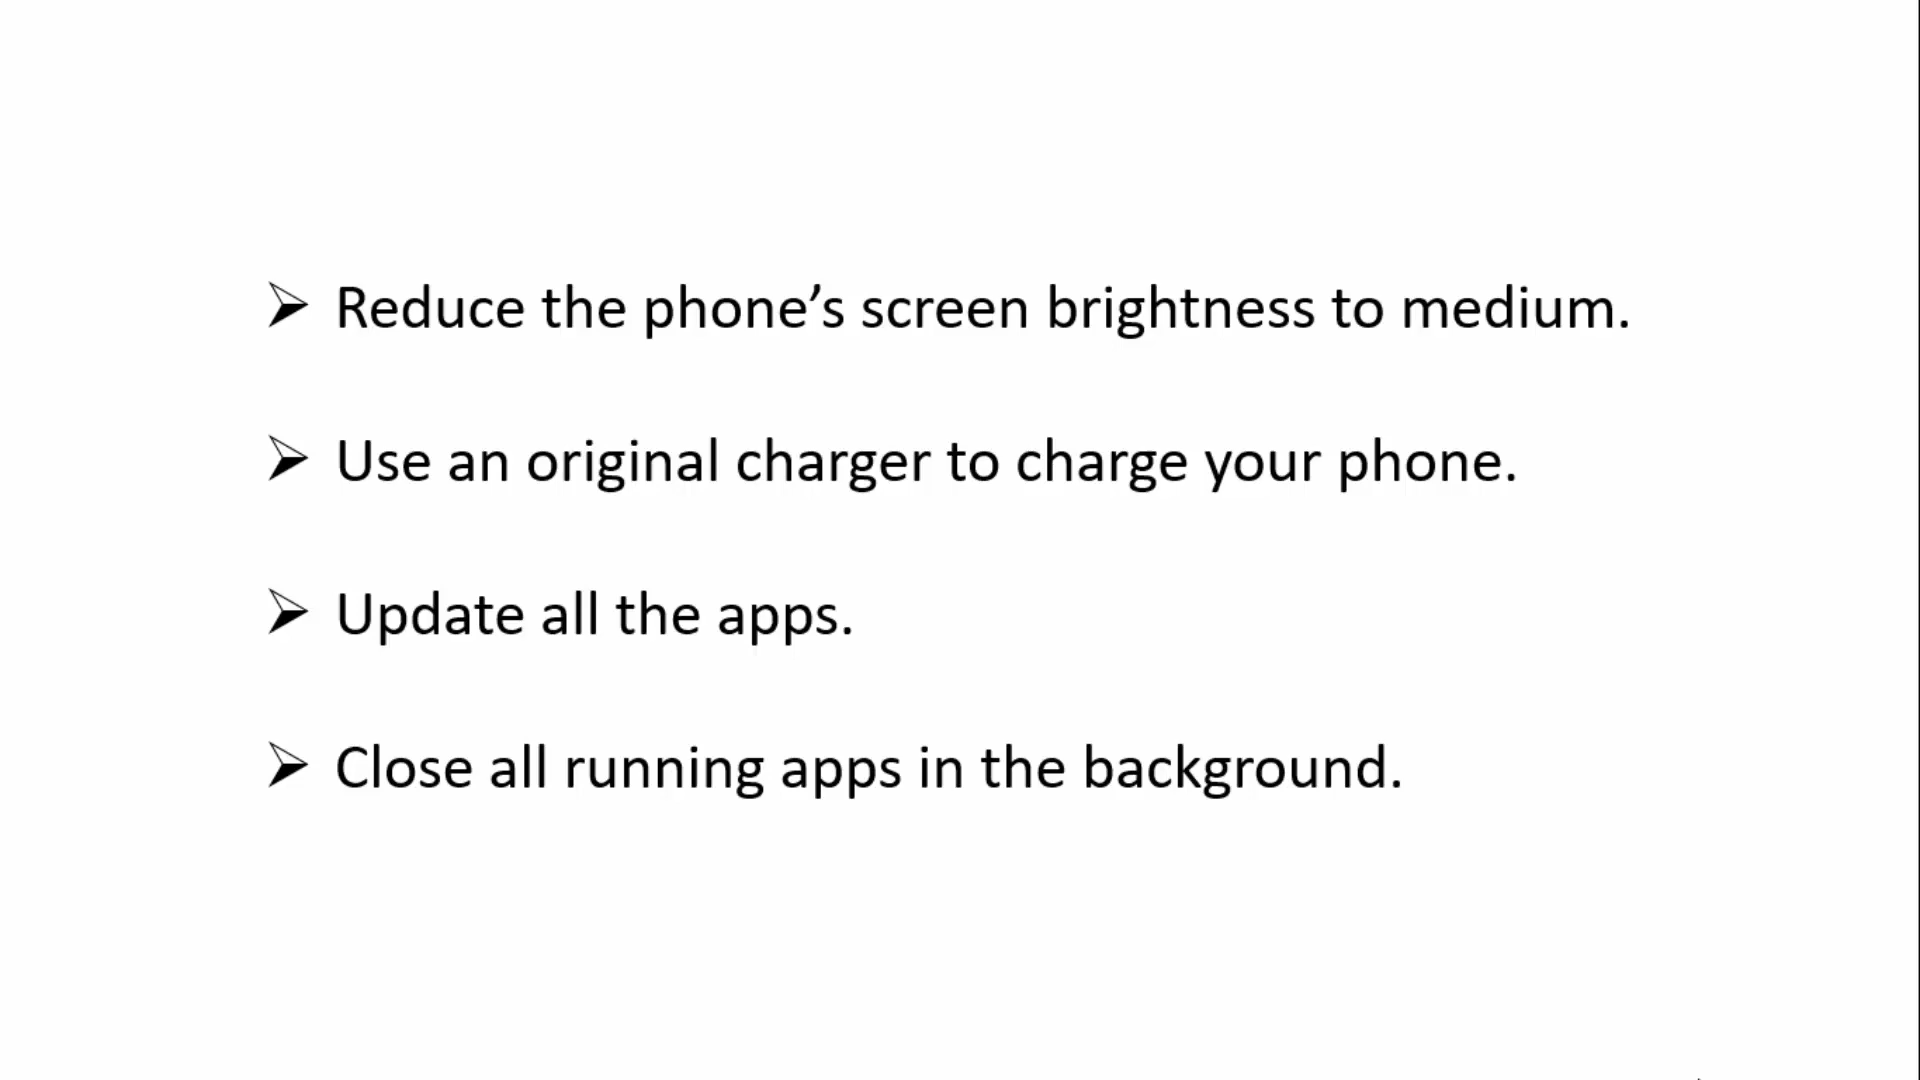 ➢ Reduce the phone’s screen brightness to medium.
➢ Use an original charger to charge your phone.
➢ Update all the apps.
➢ Close all running apps in the background.